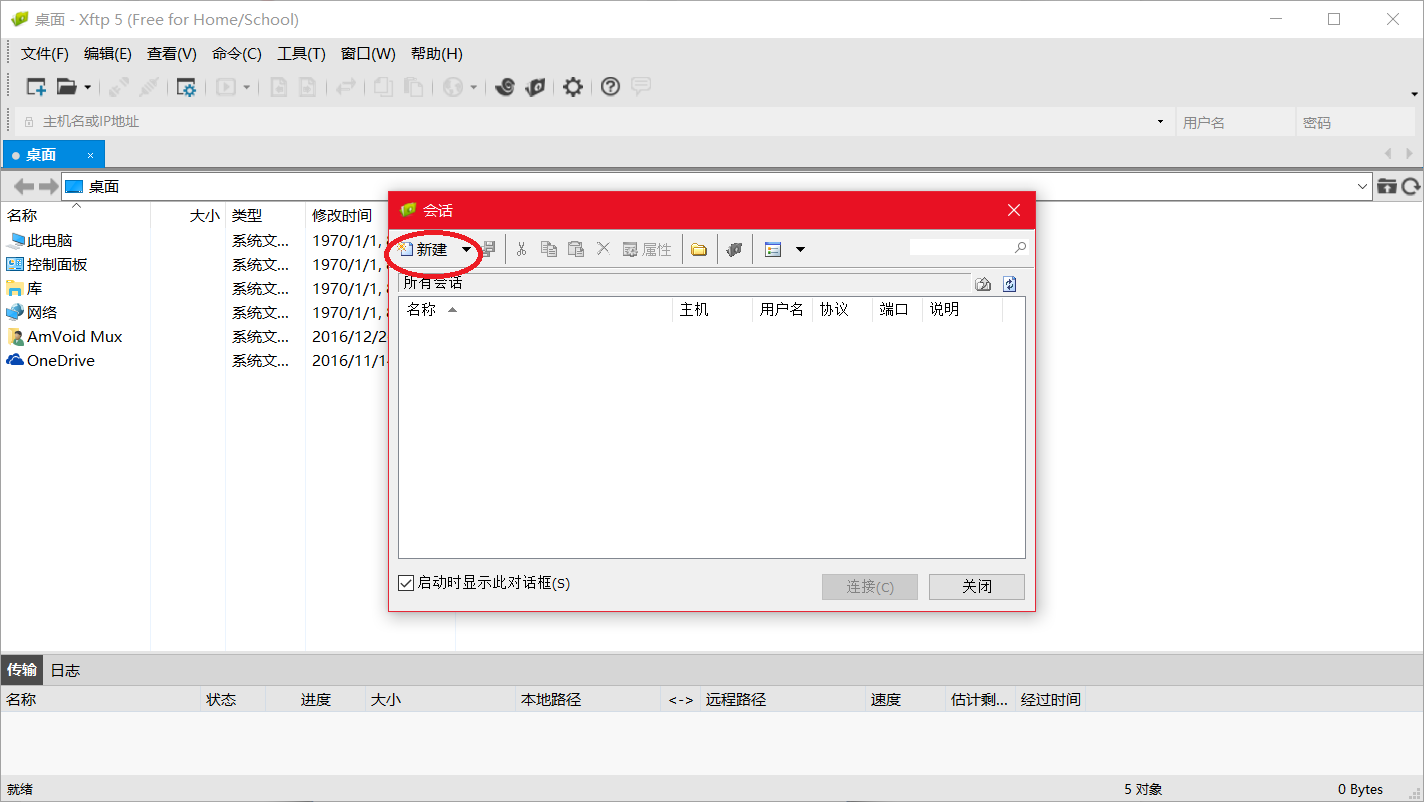 桌面 - Xftp 5 (Free for Home/School)
文件(F) 编辑(E) 查看(V) 命令(C) 工具(T) 窗口(W) 帮助(H)
主机名或IP地址 用户名 密码
桌面
桌面
名称 大小 类型 修改时间
此电脑 系统文... 1970/1/1,
控制面板 系统文... 1970/1/1,
库 系统文... 1970/1/1,
网络 系统文... 1970/1/1,
AmVoid Mux 系统文... 2016/12/2
OneDrive 系统文... 2016/11/1
会话
新建 属性
所有会话
名称 主机 用户名 协议 端口 说明
启动时显示此对话框(S) 连接(C) 关闭
传输 日志
名称 状态 进度 大小 本地路径 <-> 远程路径 速度 估计剩... 经过时间
就绪 5 对象 0 Bytes